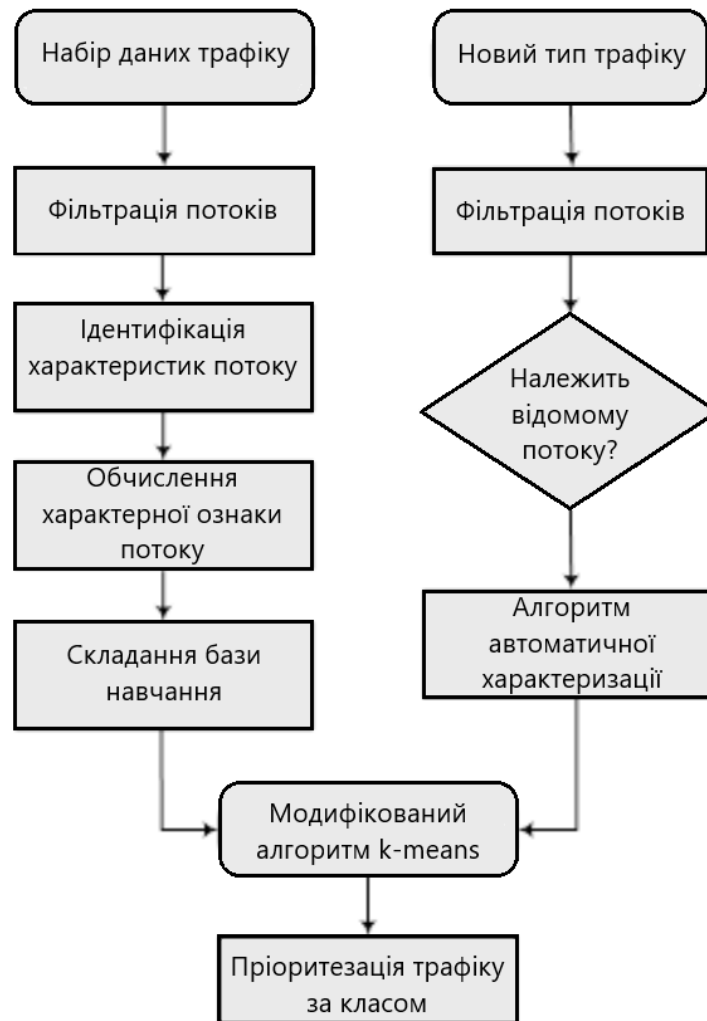 Набір даних трафіку
Фільтрація потоків
Ідентифікація
характеристик потоку
Обчислення
характерної ознаки
потоку
Складання бази
навчання
Новий тип трафіку
Фільтрація потоків
Належить
відомому
потоку?
Алгоритм
автоматичної
характеризації
Модифікований
алгоритм k-means
Пріоритезація трафіку
за класом